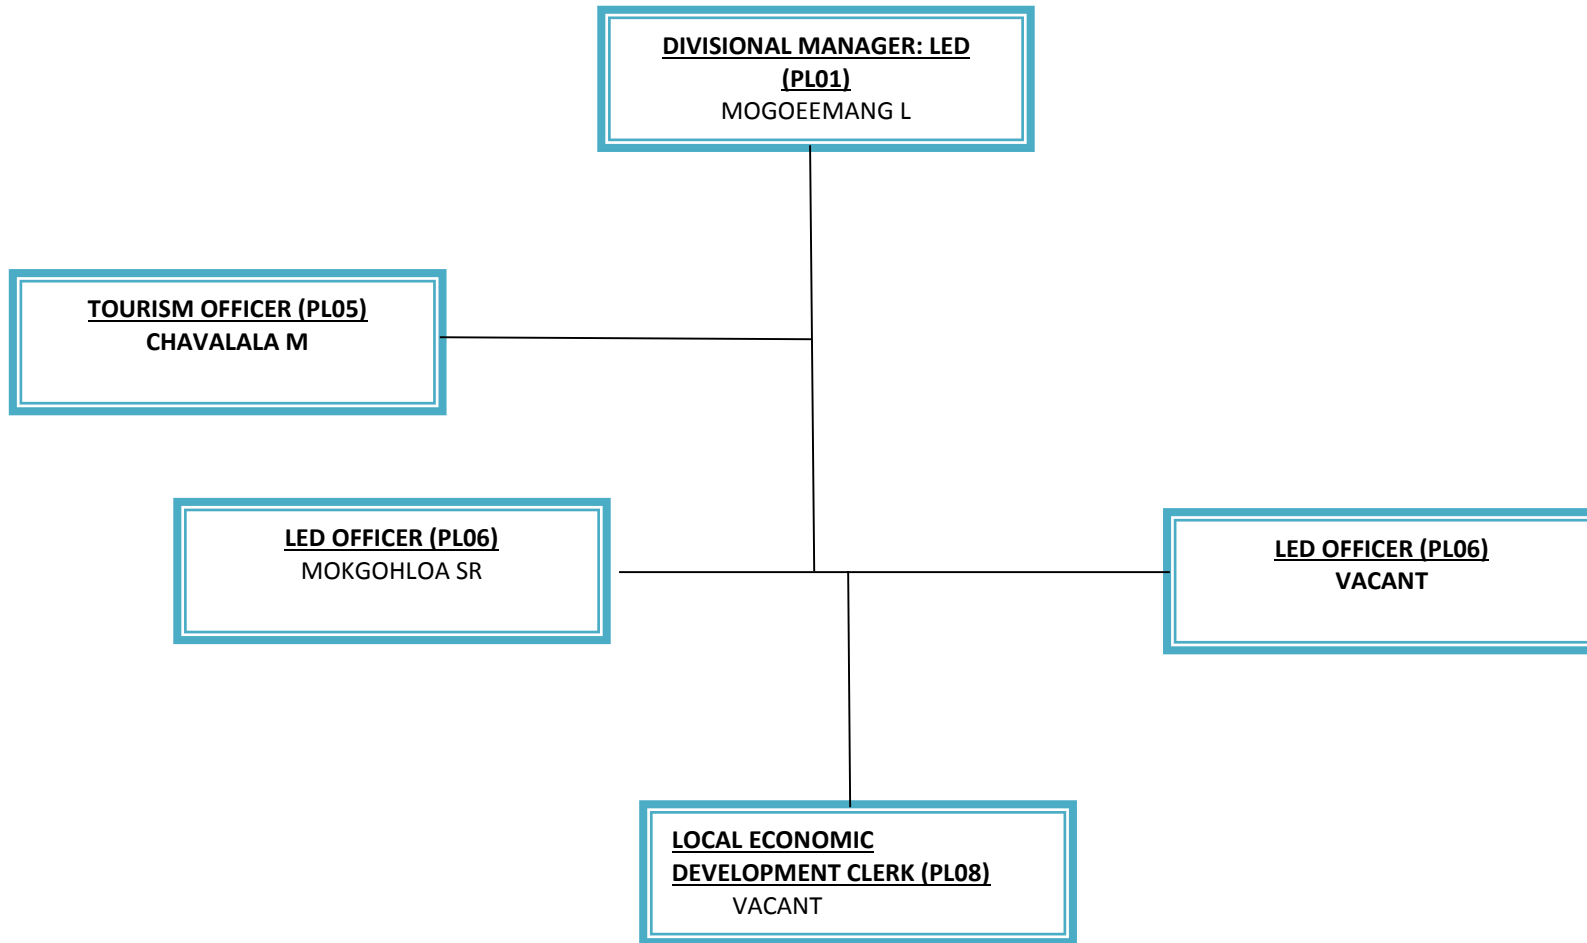 DIVISIONAL MANAGER: LED
(PL01)
MOGOEEMANG L
TOURISM OFFICER (PL05)
CHAVALALA M
LED OFFICER (PL06)
MOKGOHLOA SR
LED OFFICER (PL06)
VACANT
LOCAL ECONOMIC
DEVELOPMENT CLERK (PL08)
VACANT